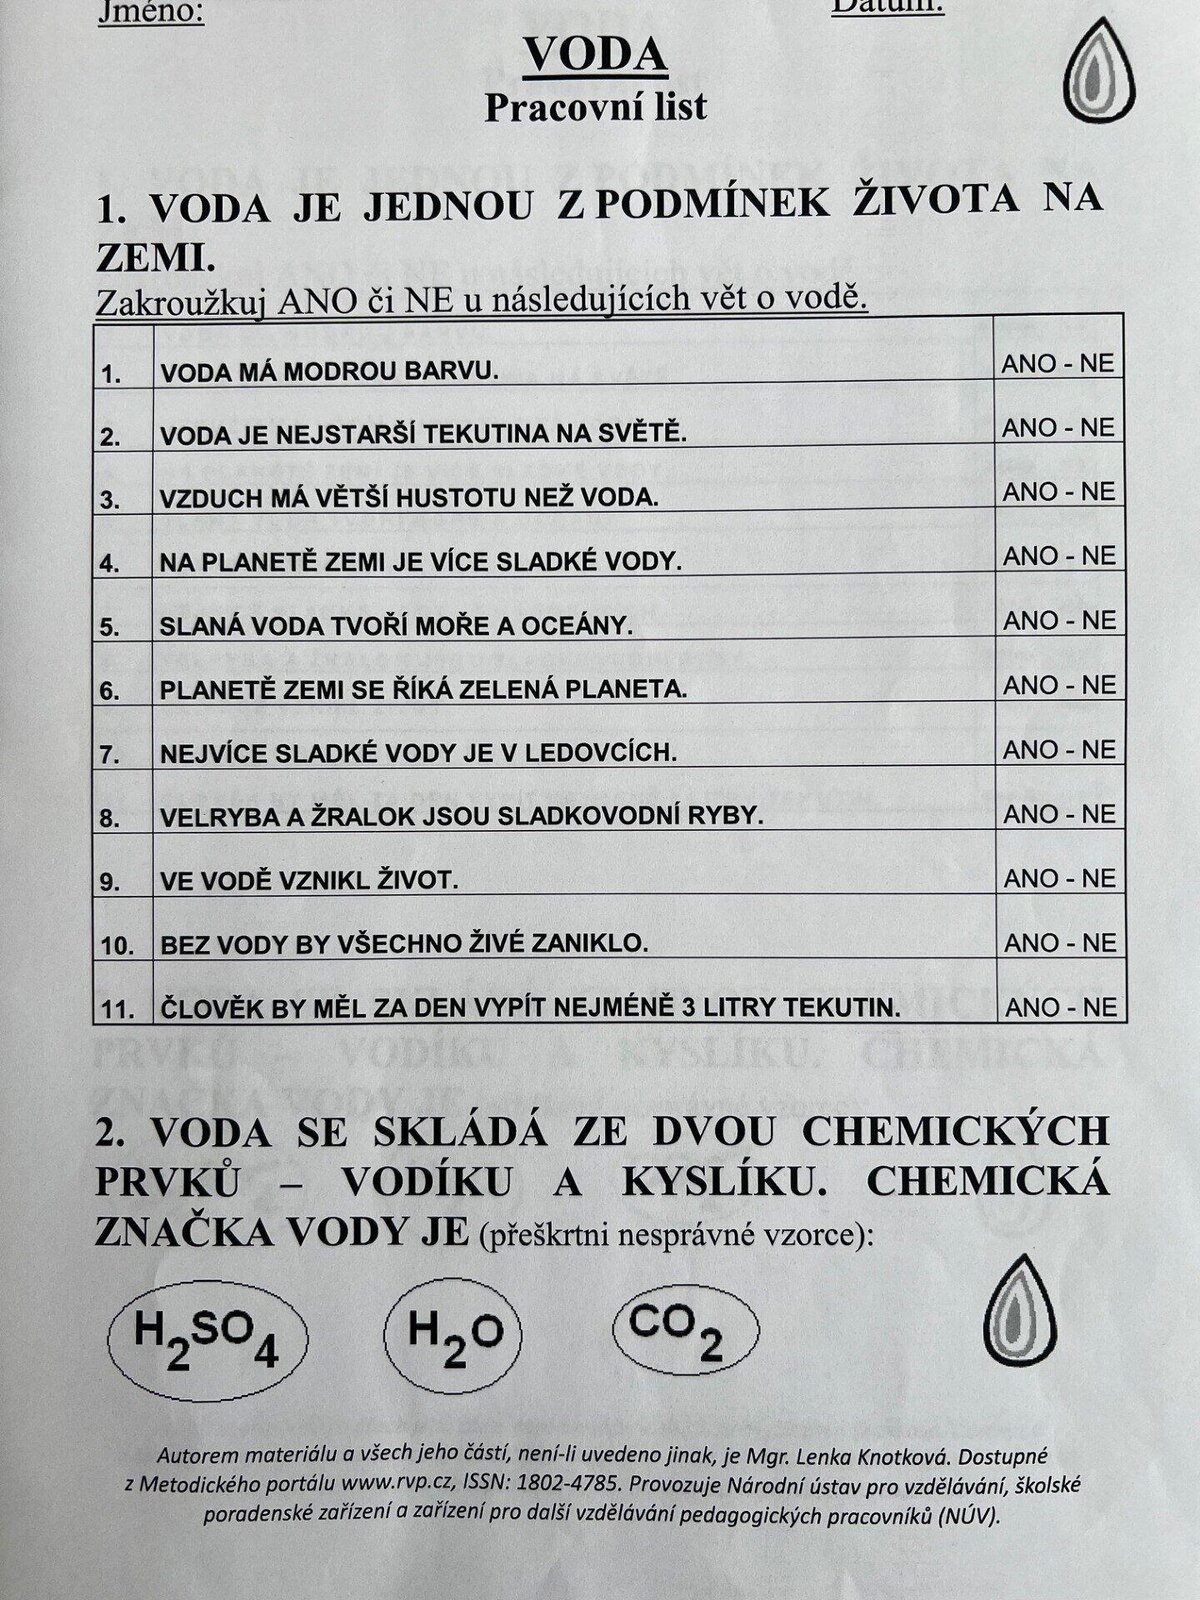 Jméno:
Datum:
VODA
Pracovní list
1. VODA JE JEDNOU Z PODMÍNEK ŽIVOTA NA
ZEMI.
Zakroužkuj ANO či NE u následujících vět o vodě.
1. VODA MÁ MODROU BARVU. ANO - NE
2. VODA JE NEJSTARŠÍ TEKUTINA NA SVĚTĚ. ANO - NE
3. VZDUCH MÁ VĚTŠÍ HUSTOTU NEŽ VODA. ANO - NE
4. NA PLANETĚ ZEMI JE VÍCE SLADKÉ VODY. ANO - NE
5. SLANÁ VODA TVOŘÍ MOŘE A OCEÁNY. ANO - NE
6. PLANETĚ ZEMI SE ŘÍKÁ ZELENÁ PLANETA. ANO - NE
7. NEJVÍCE SLADKÉ VODY JE V LEDOVCÍCH. ANO - NE
8. VELRYBA A ŽRALOK JSOU SLADKOVODNÍ RYBY. ANO - NE
9. VE VODĚ VZNIKL ŽIVOT. ANO - NE
10. BEZ VODY BY VŠECHNO ŽIVÉ ZANIKLO. ANO - NE
11. ČLOVĚK BY MĚL ZA DEN VYPÍT NEJMÉNĚ 3 LITRY TEKUTIN. ANO - NE
2. VODA SE SKLÁDÁ ZE DVOU CHEMICKÝCH
PRVKŮ – VODÍKU A KYSLÍKU. CHEMICKÁ
ZNAČKA VODY JE (přeškrtni nesprávné vzorce):
H₂SO₄ H₂O CO₂
Autorem materiálu a všech jeho částí, není-li uvedeno jinak, je Mgr. Lenka Knotková. Dostupné
z Metodického portálu www.rvp.cz, ISSN: 1802-4785. Provozuje Národní ústav pro vzdělávání, školské
poradenské zařízení a zařízení pro další vzdělávání pedagogických pracovníků (NÚV).